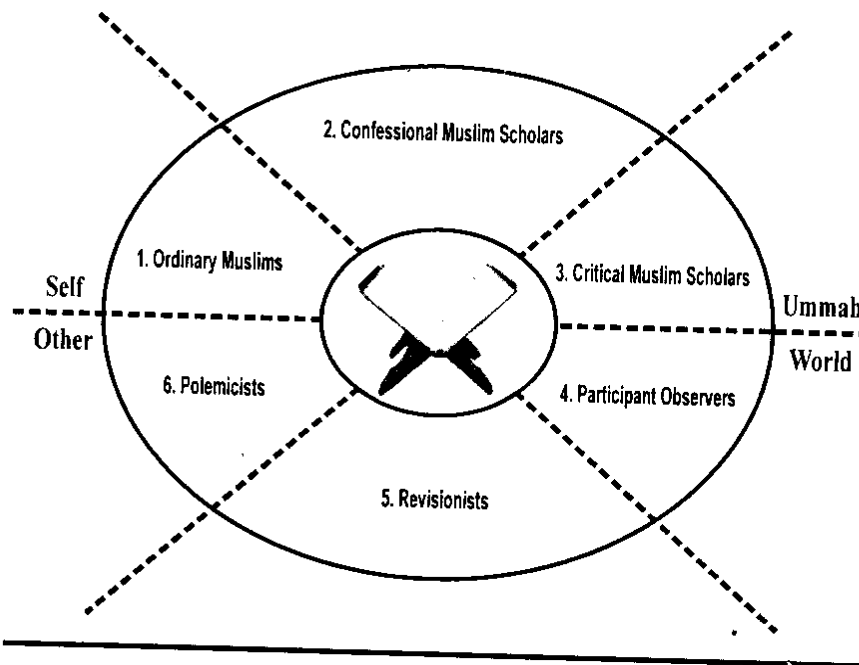 2. Confessional Muslim Scholars
1. Ordinary Muslims
3. Critical Muslim Scholars
Self
Ummah
Other
World
6. Polemicists
4. Participant Observers
5. Revisionists